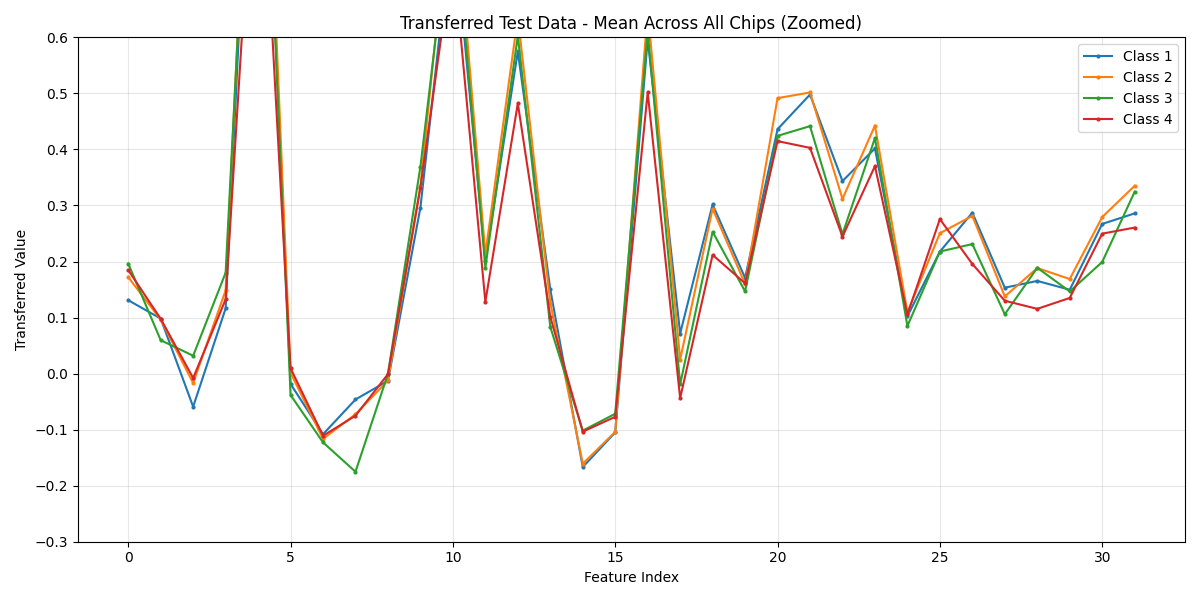 Transferred Test Data - Mean Across All Chips (Zoomed)
Transferred Value
0.6
0.5
0.4
0.3
0.2
0.1
0.0
−0.1
−0.2
−0.3
Class 1
Class 2
Class 3
Class 4
0 5 10 15 20 25 30
Feature Index